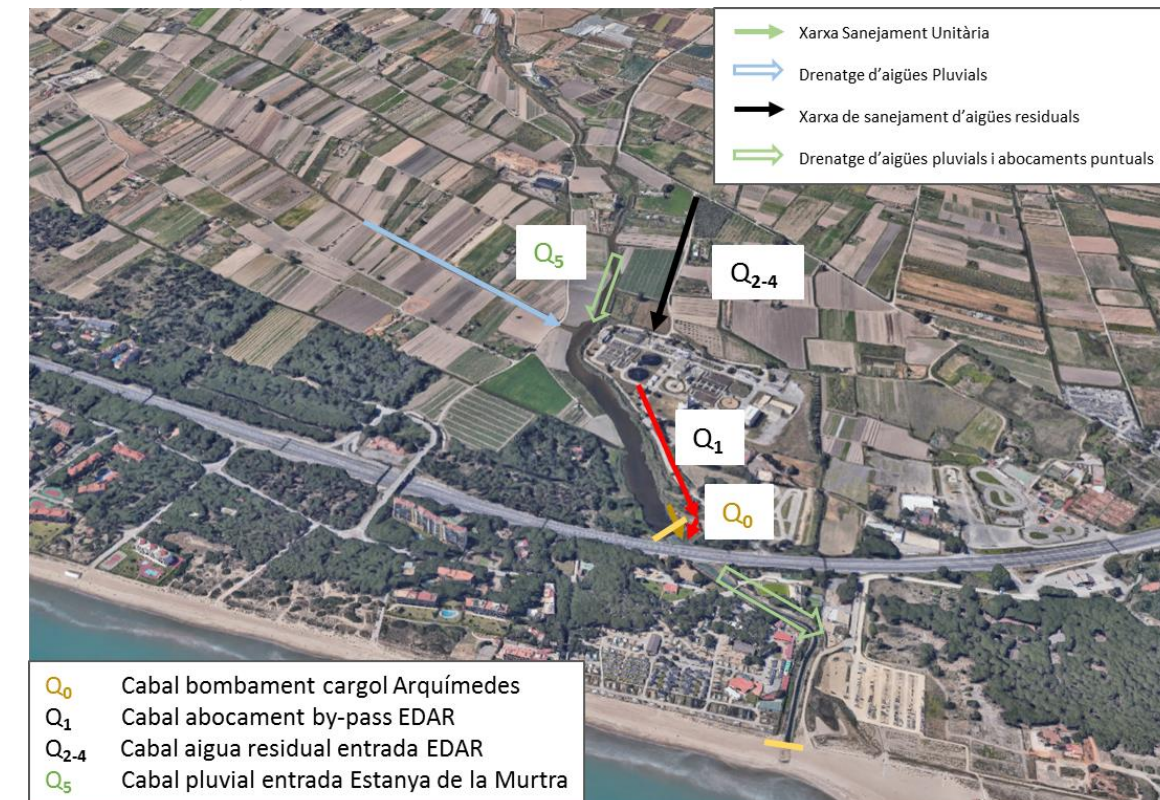 Xarxa Sanejament Unitària
Drenatge d'aigües Pluvials
Xarxa de sanejament d'aigües residuals
Drenatge d'aigües pluvials i abocaments puntuals
Q5
Q2-4
Q1
Q0
Q0 Cabal bombament cargol Arquímedes
Q1 Cabal abocament by-pass EDAR
Q2-4 Cabal aigua residual entrada EDAR
Q5 Cabal pluvial entrada Estanya de la Murtra